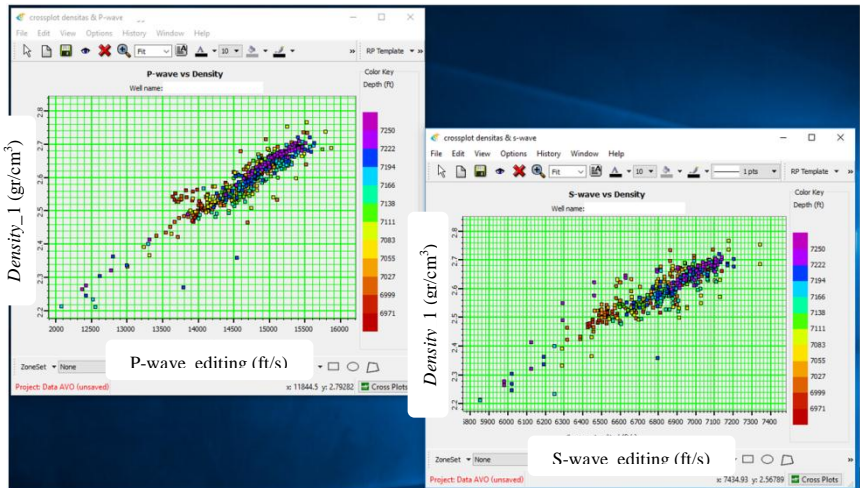 crossplot densitas & P-wave
File Edit View Options History Window Help
Fit 10 » RP Template »
P-wave vs Density
Well name:
Color Key
Depth (ft)
2.8
2.7
2.6
2.5
2.4
2.3
2.2
Density_1 (gr/cm³)
7250
7222
7194
7166
7138
7111
7083
7055
7027
6999
6971
2000 12500 13000 13500 14000 14500 15000 15500 16000
P-wave editing (ft/s)
ZoneSet None
Project: Data AVO (unsaved) x: 11844.5 y: 2.79282 Cross Plots
crossplot densitas & s-wave
File Edit View Options History Window Help
Fit 10 1 pts RP Template »
S-wave vs Density
Well name:
Color Key
Depth (ft)
2.8
2.7
2.6
2.5
2.4
2.3
2.2
Density 1 (gr/cm³)
7250
7222
7194
7166
7138
7111
7083
7055
7027
6999
6971
5800 5900 6000 6100 6200 6300 6400 6500 6600 6700 6800 6900 7000 7100 7200 7300 7400
S-wave editing (ft/s)
ZoneSet None »
Project: Data AVO (unsaved) x: 7434.93 y: 2.56789 Cross Plots